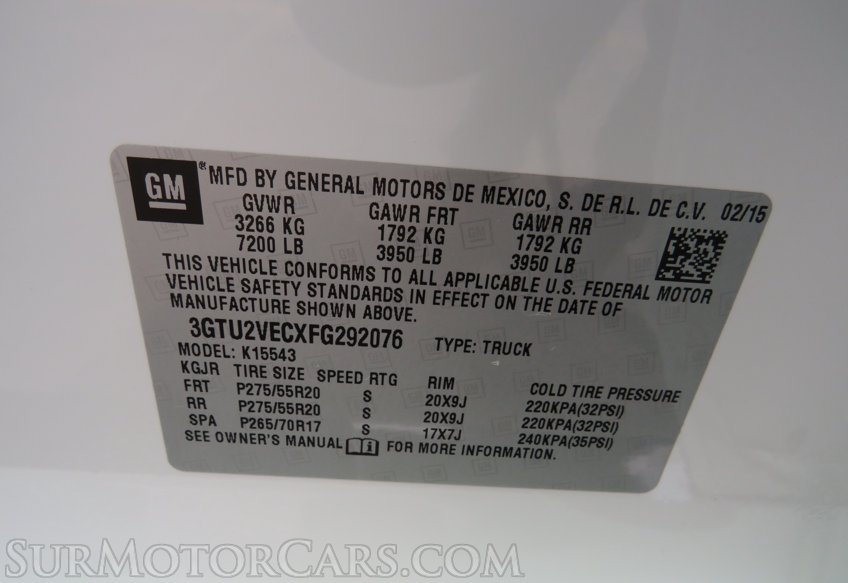 GM® MFD BY GENERAL MOTORS DE MEXICO, S. DE R.L. DE C.V. 02/15
GVWR GAWR FRT GAWR RR
3266 KG 1792 KG 1792 KG
7200 LB 3950 LB 3950 LB
THIS VEHICLE CONFORMS TO ALL APPLICABLE U.S. FEDERAL MOTOR
VEHICLE SAFETY STANDARDS IN EFFECT ON THE DATE OF
MANUFACTURE SHOWN ABOVE.
3GTU2VECXFG292076 TYPE: TRUCK
MODEL: K15543
KGJR TIRE SIZE SPEED RTG RIM COLD TIRE PRESSURE
FRT P275/55R20 S 20X9J 220KPA(32PSI)
RR P275/55R20 S 20X9J 220KPA(32PSI)
SPA P265/70R17 S 17X7J 240KPA(35PSI)
SEE OWNER'S MANUAL FOR MORE INFORMATION.
SURMOTORCARS.COM